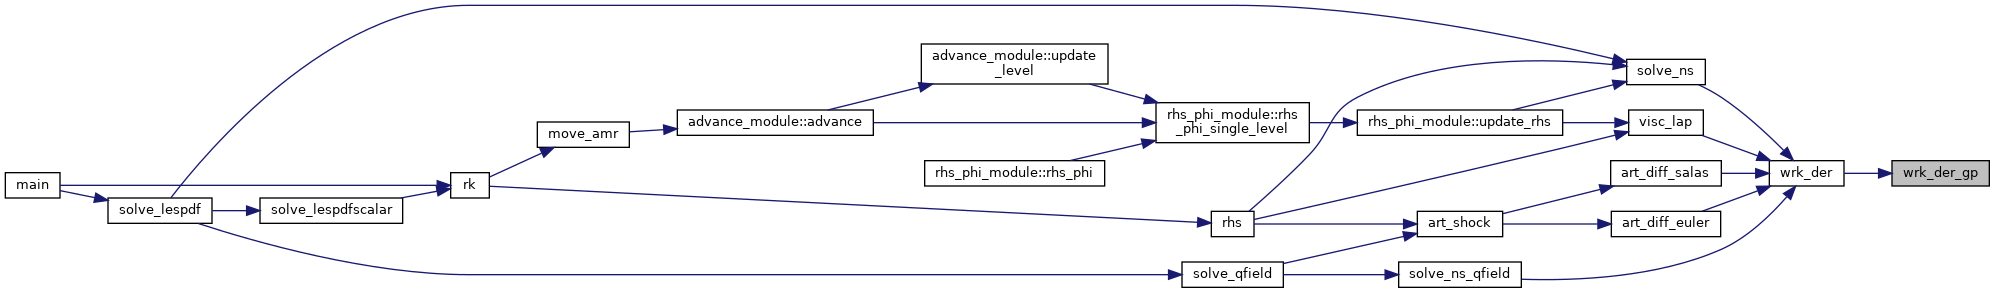 main
solve_lespdf
solve_lespdfscalar
rk
move_amr
advance_module::advance
advance_module::update
_level
rhs_phi_module::rhs_phi
rhs_phi_module::rhs
_phi_single_level
rhs
solve_qfield
rhs_phi_module::update_rhs
art_shock
solve_ns_qfield
solve_ns
visc_lap
art_diff_salas
art_diff_euler
wrk_der
wrk_der_gp